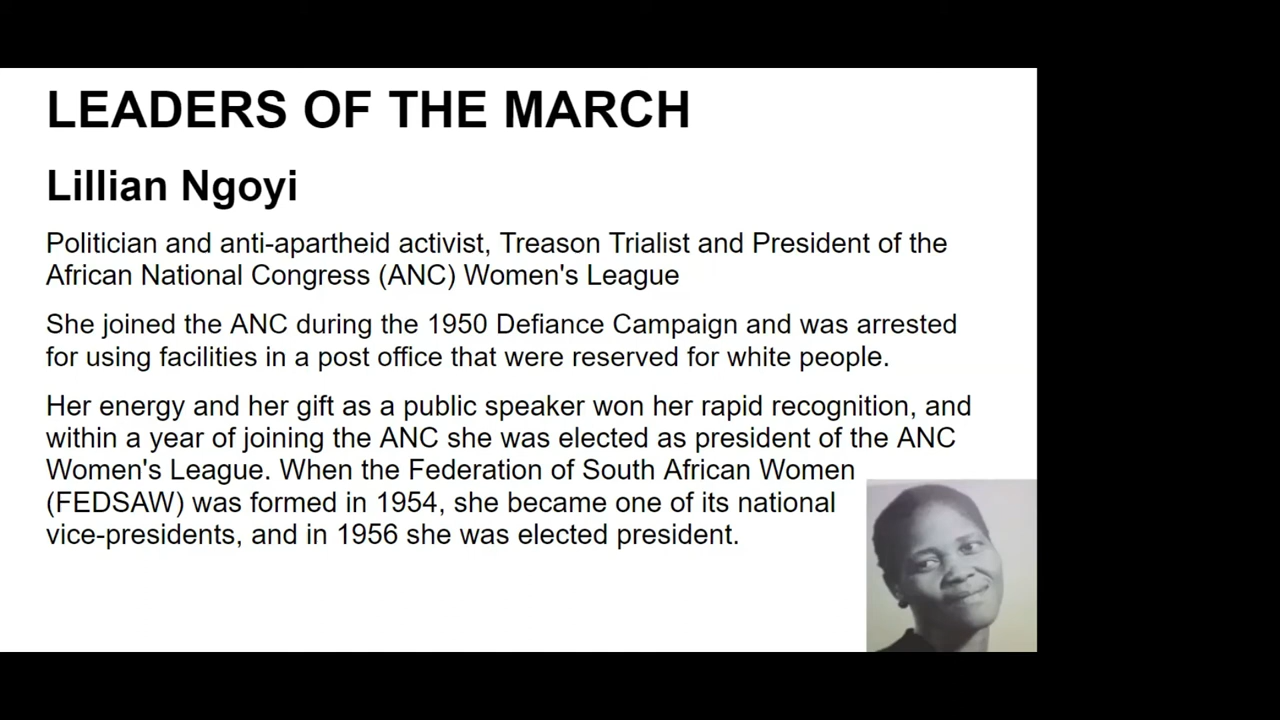 LEADERS OF THE MARCH
Lillian Ngoyi
Politician and anti-apartheid activist, Treason Trialist and President of the
African National Congress (ANC) Women's League
She joined the ANC during the 1950 Defiance Campaign and was arrested
for using facilities in a post office that were reserved for white people.
Her energy and her gift as a public speaker won her rapid recognition, and
within a year of joining the ANC she was elected as president of the ANC
Women's League. When the Federation of South African Women
(FEDSAW) was formed in 1954, she became one of its national
vice-presidents, and in 1956 she was elected president.